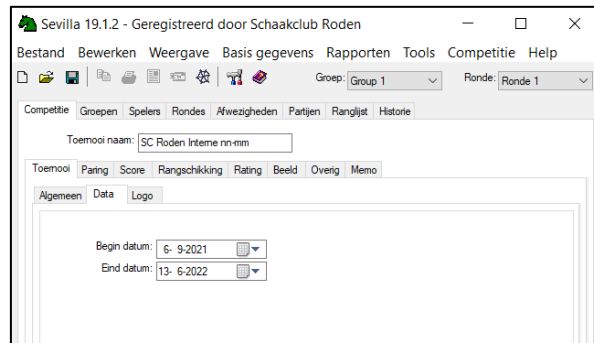 Sevilla 19.1.2 - Geregistreerd door Schaakclub Roden
Bestand Bewerken Weergave Basis gegevens Rapporten Tools Competitie Help
Groep: Group 1 Ronde: Ronde 1
Competitie Groepen Spelers Rondes Afwezigheden Partijen Ranglijst Historie
Toernooi naam: SC Roden Interne nn-mm
Toernooi Paring Score Rangschikking Rating Beeld Overig Memo
Algemeen Data Logo
Begin datum: 6- 9-2021
Eind datum: 13- 6-2022